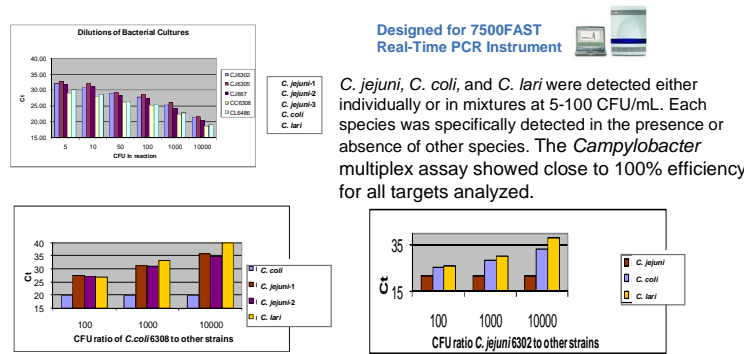 Dilutions of Bacterial Cultures
40.00
35.00
30.00
25.00
20.00
15.00
Ct
5 10 50 100 1000 10000
CFU in reaction
CJ6302
CJ6305
CJ667
CC6308
CL6486
C. jejuni-1
C. jejuni-2
C. jejuni-3
C. coli
C. lari
Designed for 7500FAST
Real-Time PCR Instrument
C. jejuni, C. coli, and C. lari were detected either
individually or in mixtures at 5-100 CFU/mL. Each
species was specifically detected in the presence or
absence of other species. The Campylobacter
multiplex assay showed close to 100% efficiency
for all targets analyzed.
40
35
30
25
20
15
Ct
100 1000 10000
CFU ratio of C.coli 6308 to other strains
C. coli
C. jejuni-1
C. jejuni-2
C. lari
35
15
Ct
100 1000 10000
CFU ratio C. jejuni 6302 to other strains
C. jejuni
C. coli
C. lari